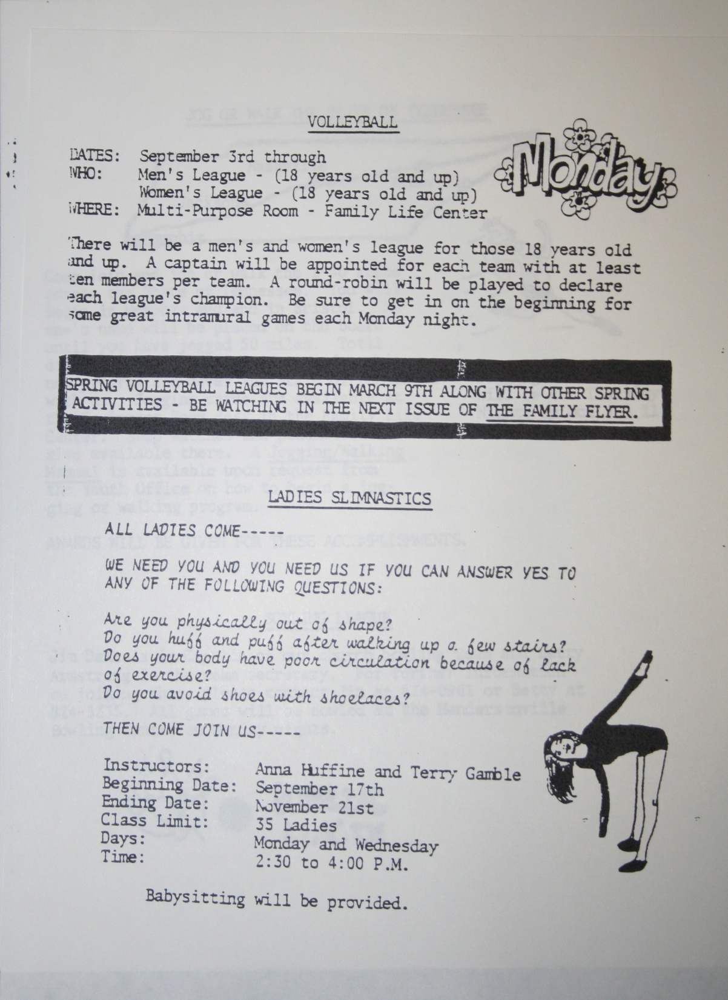 VOLLEYBALL
Monday
DATES: September 3rd through
WHO: Men's League - (18 years old and up)
Women's League - (18 years old and up)
WHERE: Multi-Purpose Room - Family Life Center
There will be a men's and women's league for those 18 years old
and up. A captain will be appointed for each team with at least
ten members per team. A round-robin will be played to declare
each league's champion. Be sure to get in on the beginning for
some great intramural games each Monday night.
SPRING VOLLEYBALL LEAGUES BEGIN MARCH 9TH ALONG WITH OTHER SPRING
ACTIVITIES - BE WATCHING IN THE NEXT ISSUE OF THE FAMILY FLYER.
LADIES SLIMNASTICS
ALL LADIES COME-----
WE NEED YOU AND YOU NEED US IF YOU CAN ANSWER YES TO
ANY OF THE FOLLOWING QUESTIONS:
Are you physically out of shape?
Do you huff and puff after walking up a few stairs?
Does your body have poor circulation because of lack
of exercise?
Do you avoid shoes with shoelaces?
THEN COME JOIN US-----
Instructors: Anna Huffine and Terry Gamble
Beginning Date: September 17th
Ending Date: November 21st
Class Limit: 35 Ladies
Days: Monday and Wednesday
Time: 2:30 to 4:00 P.M.
Babysitting will be provided.